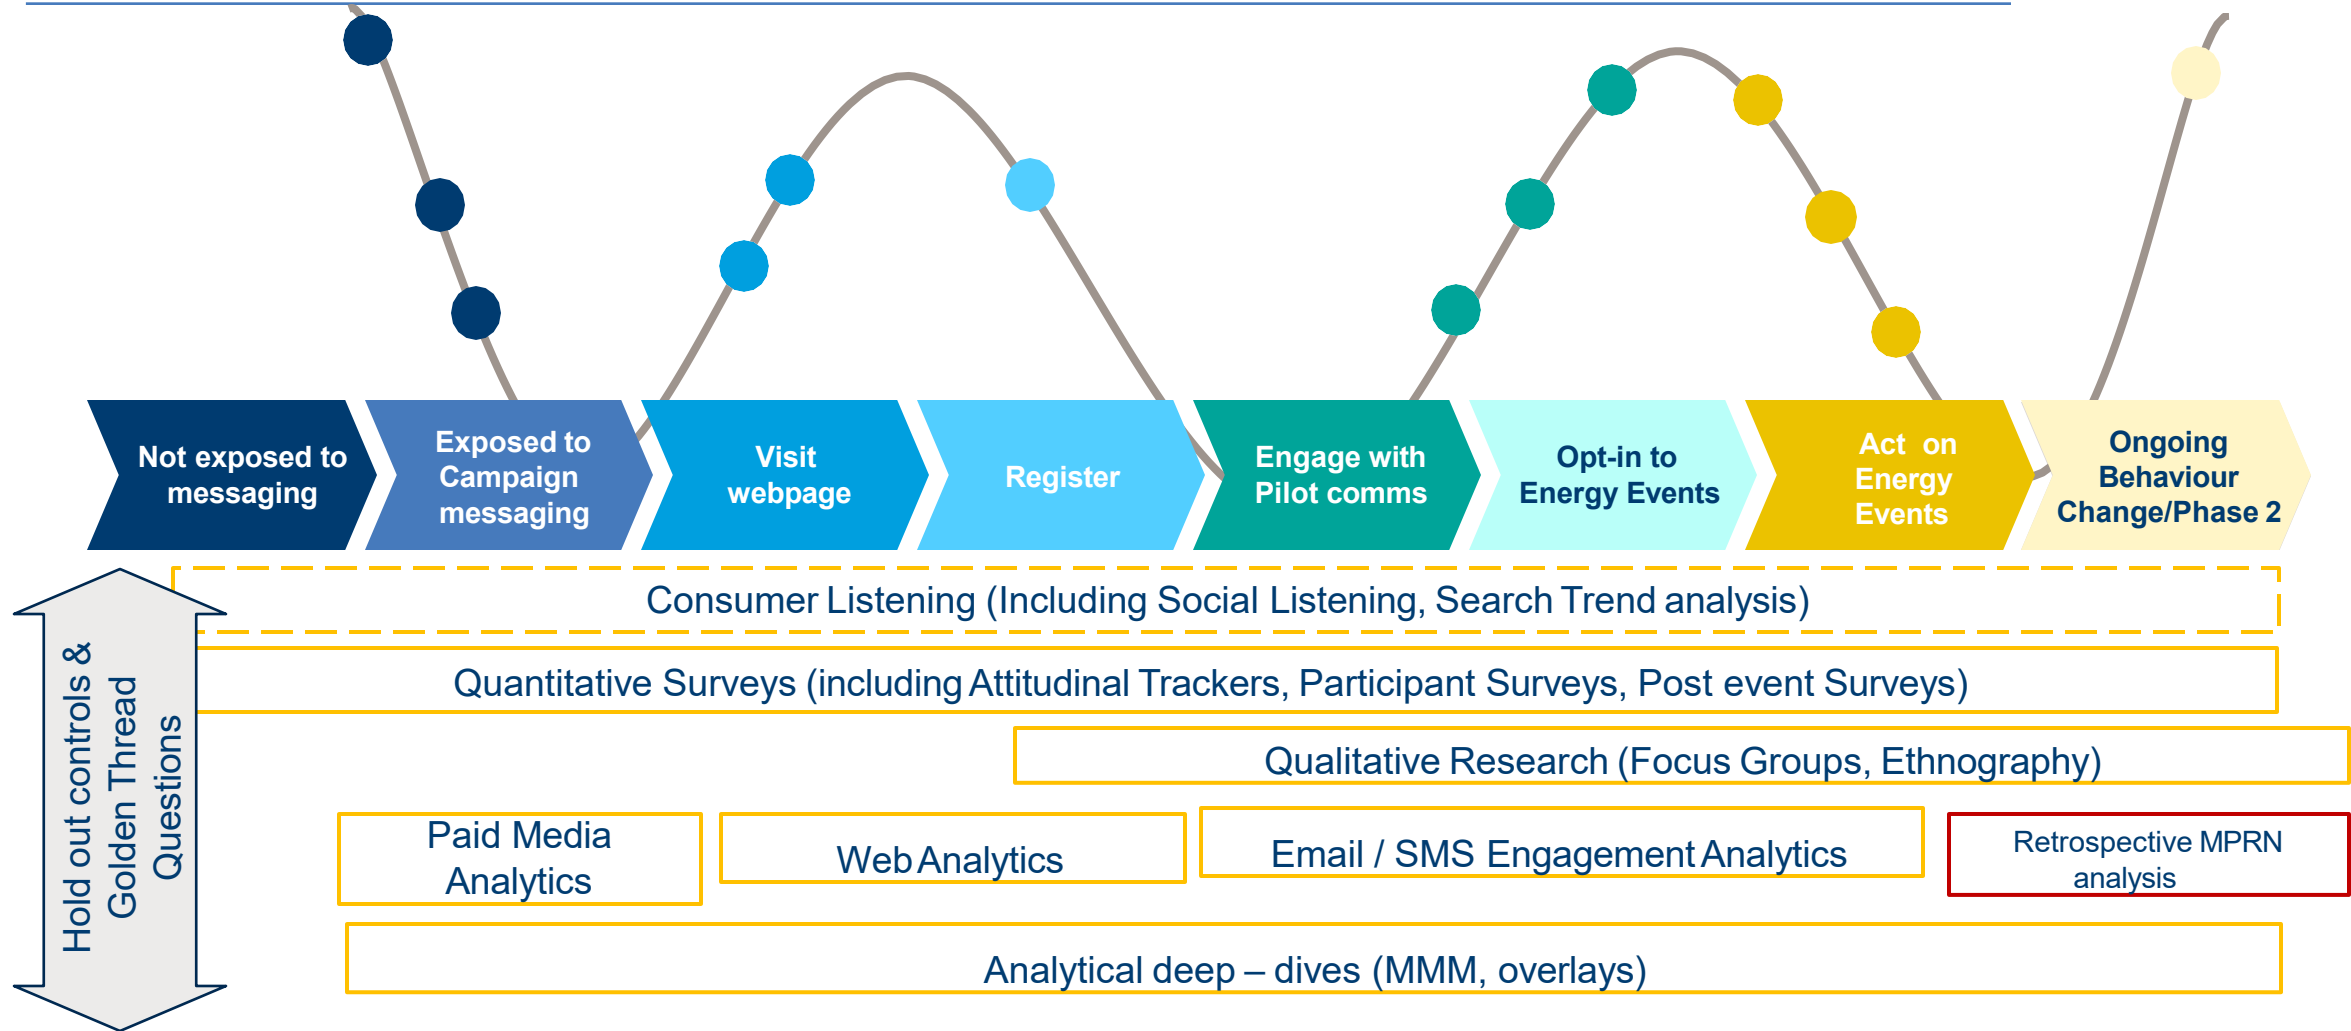 Not exposed to
messaging
Exposed to
Campaign
messaging
Visit
webpage
Register
Engage with
Pilot comms
Opt-in to
Energy Events
Act on
Energy
Events
Ongoing
Behaviour
Change/Phase 2
Hold out controls &
Golden Thread
Questions
Consumer Listening (Including Social Listening, Search Trend analysis)
Quantitative Surveys (including Attitudinal Trackers, Participant Surveys, Post event Surveys)
Qualitative Research (Focus Groups, Ethnography)
Paid Media
Analytics
Web Analytics
Email / SMS Engagement Analytics
Retrospective MPRN
analysis
Analytical deep – dives (MMM, overlays)